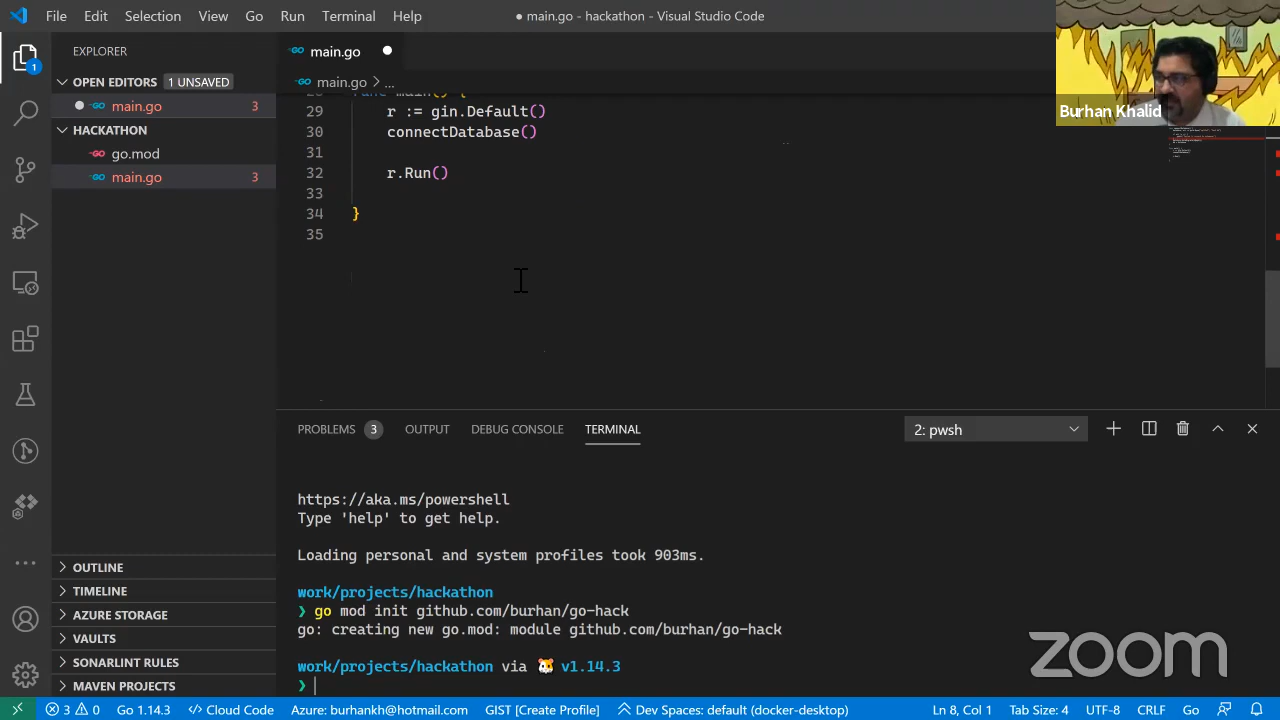 File Edit Selection View Go Run Terminal Help
● main.go - hackathon - Visual Studio Code
EXPLORER
OPEN EDITORS 1 UNSAVED
main.go 3
HACKATHON
go.mod
main.go 3
OUTLINE
TIMELINE
AZURE STORAGE
VAULTS
SONARLINT RULES
MAVEN PROJECTS
1
main.go
main.go > ...
29 r := gin.Default()
30 connectDatabase()
31
32 r.Run()
33
34 }
35
Burhan Khalid
PROBLEMS 3 OUTPUT DEBUG CONSOLE TERMINAL
2: pwsh
https://aka.ms/powershell
Type 'help' to get help.
Loading personal and system profiles took 903ms.
work/projects/hackathon
❯ go mod init github.com/burhan/go-hack
go: creating new go.mod: module github.com/burhan/go-hack
work/projects/hackathon via 🐹 v1.14.3
❯
zoom
3 0 Go 1.14.3 Cloud Code Azure: burhankh@hotmail.com GIST [Create Profile] Dev Spaces: default (docker-desktop) Ln 8, Col 1 Tab Size: 4 UTF-8 CRLF Go